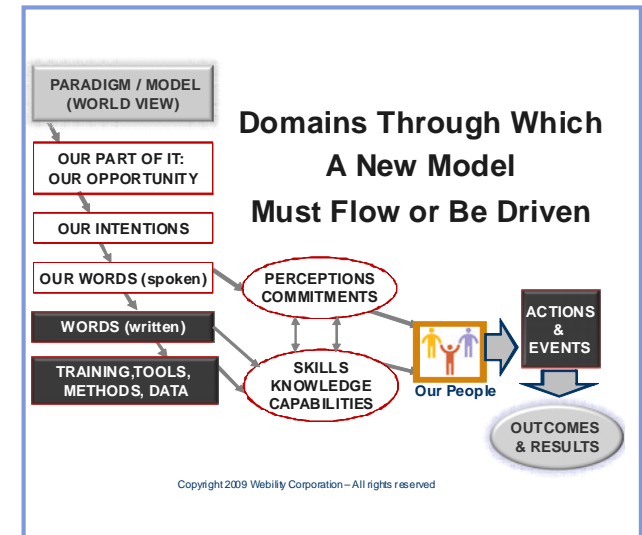 PARADIGM / MODEL
(WORLD VIEW)
Domains Through Which
A New Model
Must Flow or Be Driven
OUR PART OF IT:
OUR OPPORTUNITY
OUR INTENTIONS
OUR WORDS (spoken)
WORDS (written)
TRAINING,TOOLS,
METHODS, DATA
PERCEPTIONS
COMMITMENTS
SKILLS
KNOWLEDGE
CAPABILITIES
Our People
ACTIONS
&
EVENTS
OUTCOMES
& RESULTS
Copyright 2009 Webility Corporation – All rights reserved